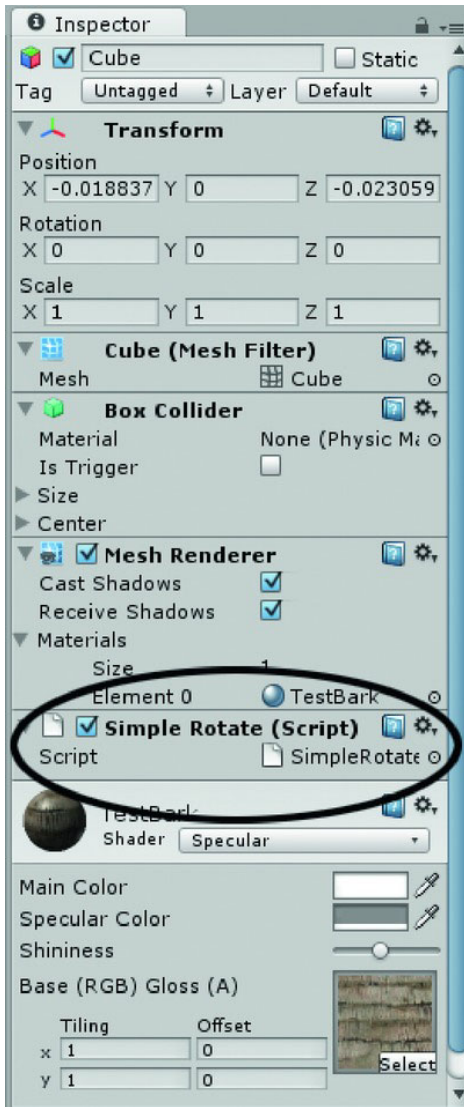 Inspector
Cube Static
Tag Untagged Layer Default
Transform
Position
X -0.018837 Y 0 Z -0.023059
Rotation
X 0 Y 0 Z 0
Scale
X 1 Y 1 Z 1
Cube (Mesh Filter)
Mesh Cube
Box Collider
Material None (Physic Ma
Is Trigger
Size
Center
Mesh Renderer
Cast Shadows
Receive Shadows
Materials
Size 1
Element 0 TestBark
Simple Rotate (Script)
Script SimpleRotate
TestBark
Shader Specular
Main Color
Specular Color
Shininess
Base (RGB) Gloss (A)
Tiling Offset
x 1 0
y 1 0
Select